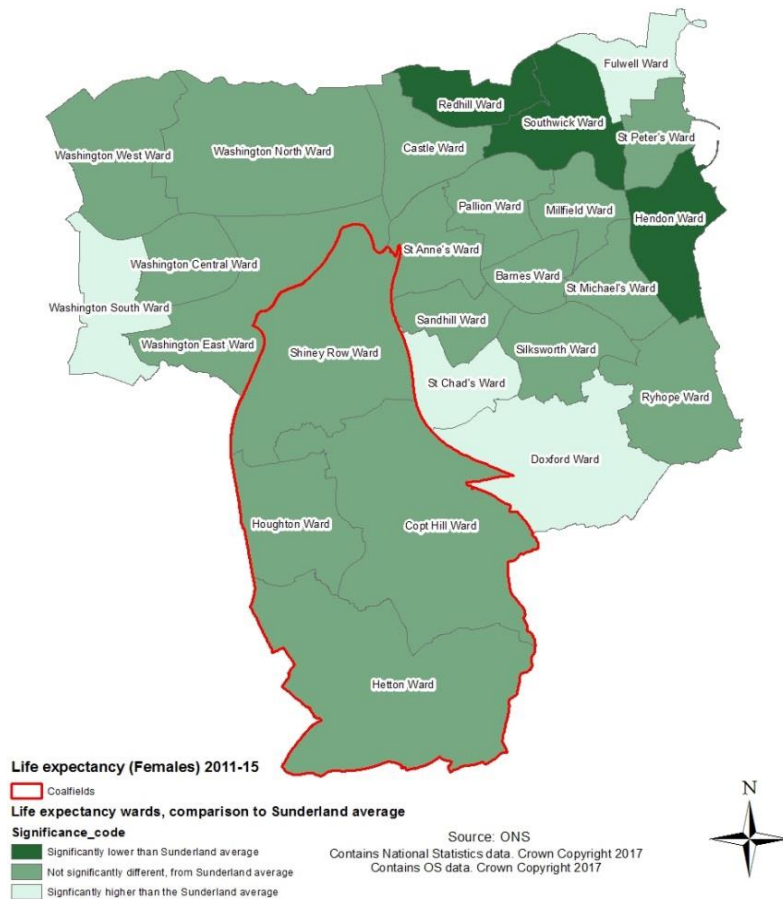 Fulwell Ward
Redhill Ward
Southwick Ward
St Peter's Ward
Washington West Ward
Washington North Ward
Castle Ward
Pallion Ward
Millfield Ward
Hendon Ward
St Anne's Ward
Washington Central Ward
Barnes Ward
St Michael's Ward
Washington South Ward
Sandhill Ward
Washington East Ward
Shiney Row Ward
Silksworth Ward
St Chad's Ward
Ryhope Ward
Doxford Ward
Houghton Ward
Copt Hill Ward
Hetton Ward
Life expectancy (Females) 2011-15
Coalfields
Life expectancy wards, comparison to Sunderland average
Significance_code
Significantly lower than Sunderland average
Not significantly different, from Sunderland average
Signficantly higher than the Sunderland average
Source: ONS
Contains National Statistics data. Crown Copyright 2017
Contains OS data. Crown Copyright 2017
N